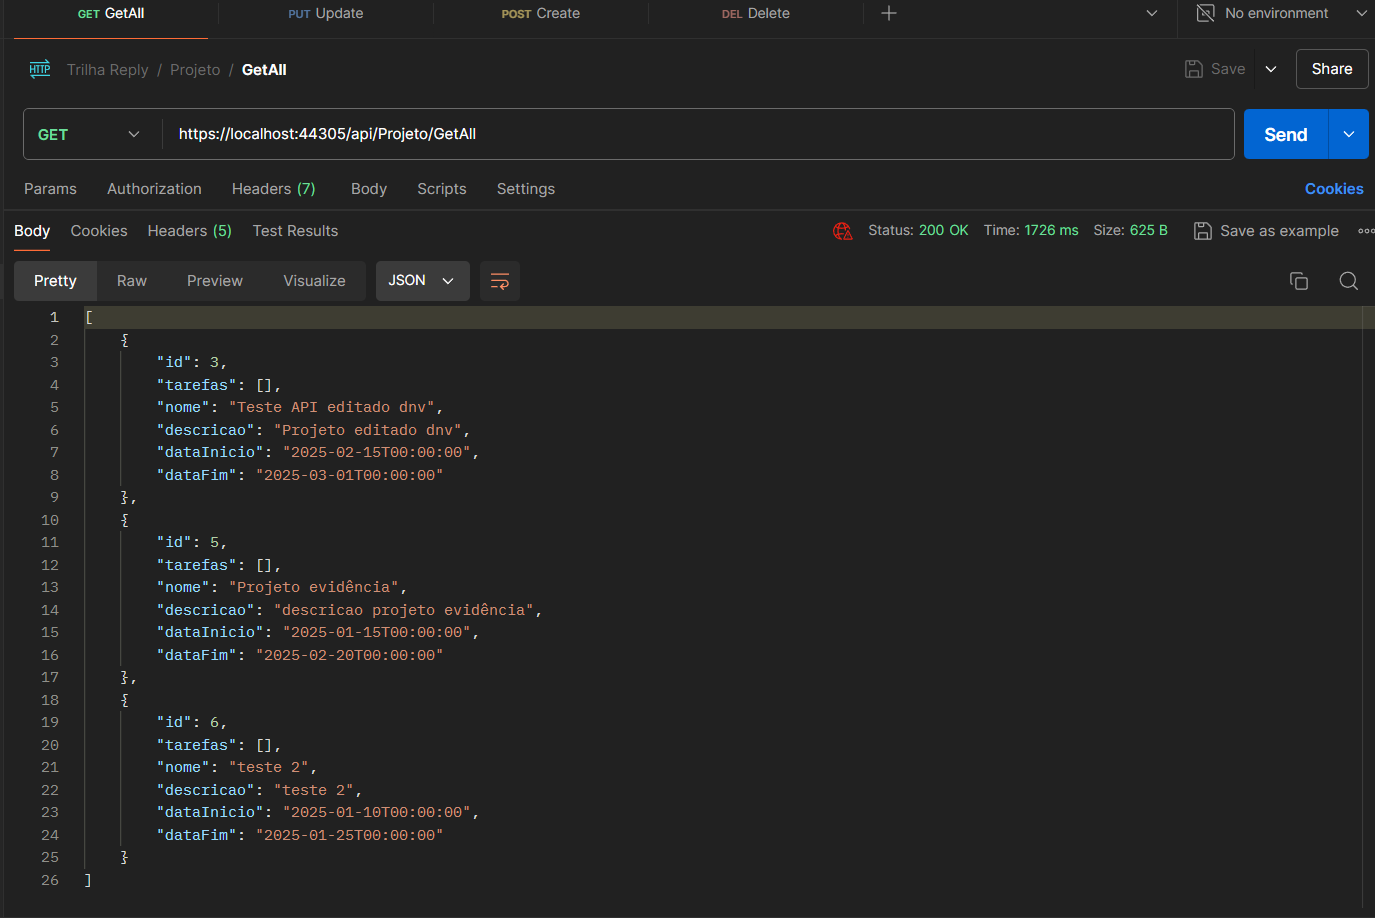 GET GetAll PUT Update POST Create DEL Delete No environment
HTTP Trilha Reply / Projeto / GetAll Save Share
GET https://localhost:44305/api/Projeto/GetAll Send
Params Authorization Headers (7) Body Scripts Settings Cookies
Body Cookies Headers (5) Test Results Status: 200 OK Time: 1726 ms Size: 625 B Save as example
Pretty Raw Preview Visualize JSON
1 [
2 {
3 "id": 3,
4 "tarefas": [],
5 "nome": "Teste API editado dnv",
6 "descricao": "Projeto editado dnv",
7 "dataInicio": "2025-02-15T00:00:00",
8 "dataFim": "2025-03-01T00:00:00"
9 },
10 {
11 "id": 5,
12 "tarefas": [],
13 "nome": "Projeto evidência",
14 "descricao": "descricao projeto evidência",
15 "dataInicio": "2025-01-15T00:00:00",
16 "dataFim": "2025-02-20T00:00:00"
17 },
18 {
19 "id": 6,
20 "tarefas": [],
21 "nome": "teste 2",
22 "descricao": "teste 2",
23 "dataInicio": "2025-01-10T00:00:00",
24 "dataFim": "2025-01-25T00:00:00"
25 }
26 ]